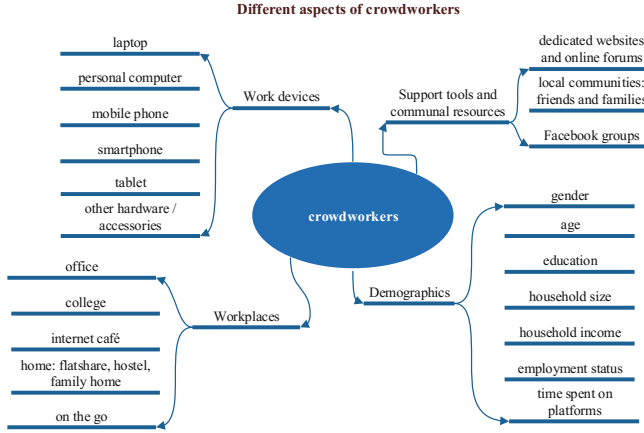 Different aspects of crowdworkers
laptop
personal computer
mobile phone
smartphone
tablet
other hardware /
accessories
Work devices
Support tools and
communal resources
dedicated websites
and online forums
local communities:
friends and families
Facebook groups
crowdworkers
office
college
internet café
home: flatshare, hostel,
family home
on the go
Workplaces
Demographics
gender
age
education
household size
household income
employment status
time spent on
platforms